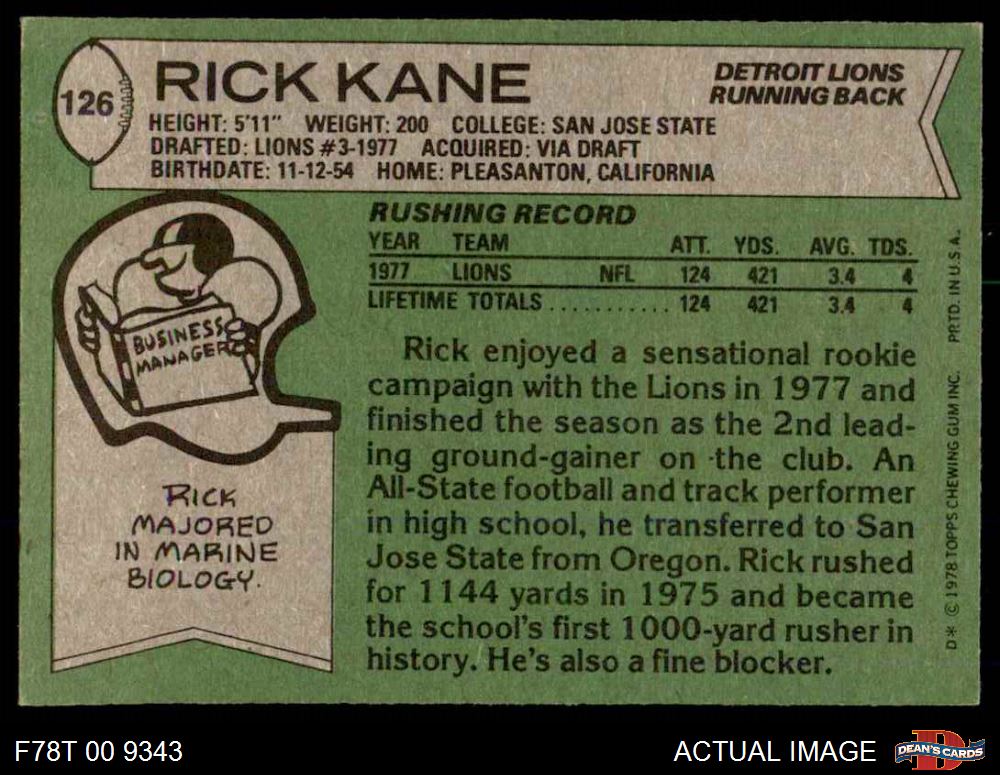 126
RICK KANE
DETROIT LIONS
RUNNING BACK
HEIGHT: 5'11" WEIGHT: 200 COLLEGE: SAN JOSE STATE
DRAFTED: LIONS #3-1977 ACQUIRED: VIA DRAFT
BIRTHDATE: 11-12-54 HOME: PLEASANTON, CALIFORNIA
RUSHING RECORD
YEAR TEAM ATT. YDS. AVG. TDS.
1977 LIONS NFL 124 421 3.4 4
LIFETIME TOTALS ............ 124 421 3.4 4
BUSINESS
MANAGER
RICK
MAJORED
IN MARINE
BIOLOGY.
Rick enjoyed a sensational rookie
campaign with the Lions in 1977 and
finished the season as the 2nd lead-
ing ground-gainer on the club. An
All-State football and track performer
in high school, he transferred to San
Jose State from Oregon. Rick rushed
for 1144 yards in 1975 and became
the school's first 1000-yard rusher in
history. He's also a fine blocker.
D* © 1978 TOPPS CHEWING GUM INC. PRTD. IN U.S.A.
F78T 00 9343
ACTUAL IMAGE
D
DEAN'S CARDS